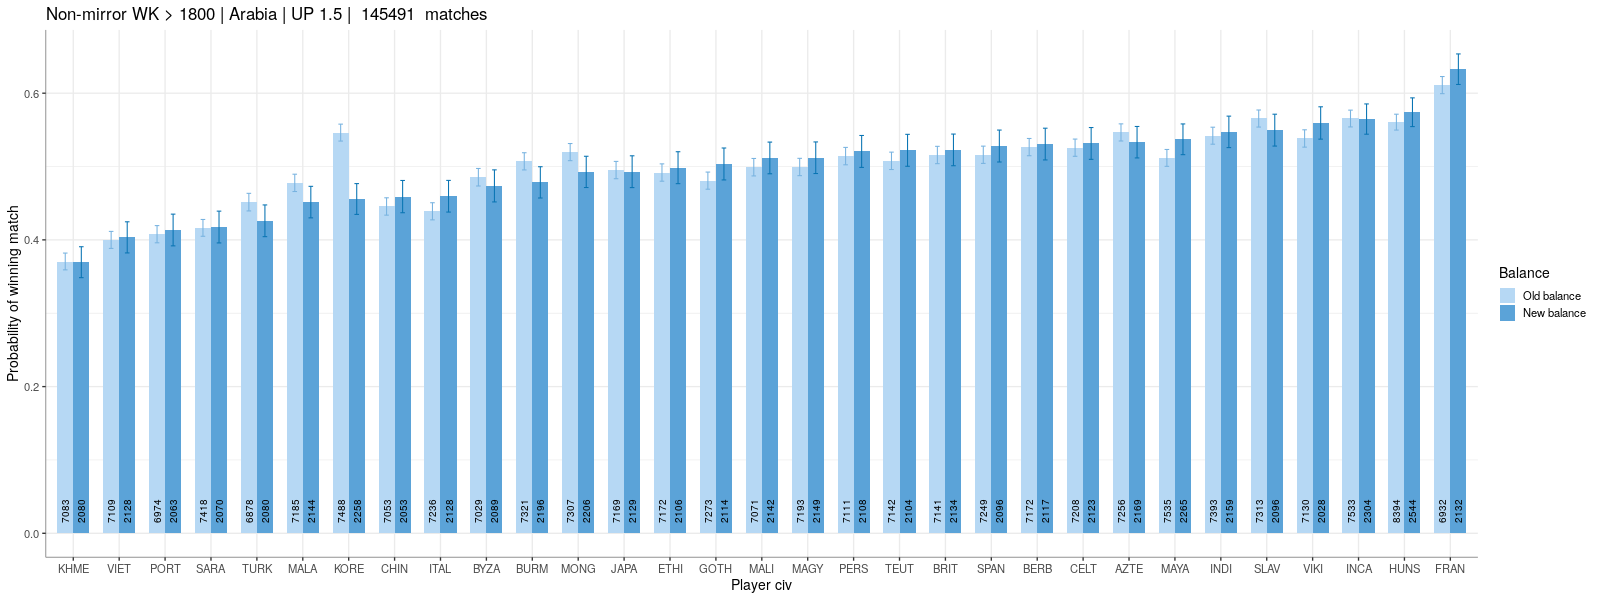 Non-mirror WK > 1800 | Arabia | UP 1.5 | 145491 matches
Probability of winning match
0.6
0.4
0.2
0.0
7083 2080 7109 2128 6974 2063 7418 2070 6878 2080 7185 2144 7488 2258 7053 2053 7236 2128 7029 2089 7321 2196 7307 2206 7169 2129 7172 2106 7273 2114 7071 2142 7193 2149 7111 2108 7142 2104 7141 2134 7249 2096 7172 2117 7208 2123 7256 2169 7535 2265 7393 2159 7313 2096 7130 2028 7533 2304 8394 2544 6932 2132
KHME VIET PORT SARA TURK MALA KORE CHIN ITAL BYZA BURM MONG JAPA ETHI GOTH MALI MAGY PERS TEUT BRIT SPAN BERB CELT AZTE MAYA INDI SLAV VIKI INCA HUNS FRAN
Player civ
Balance
Old balance
New balance